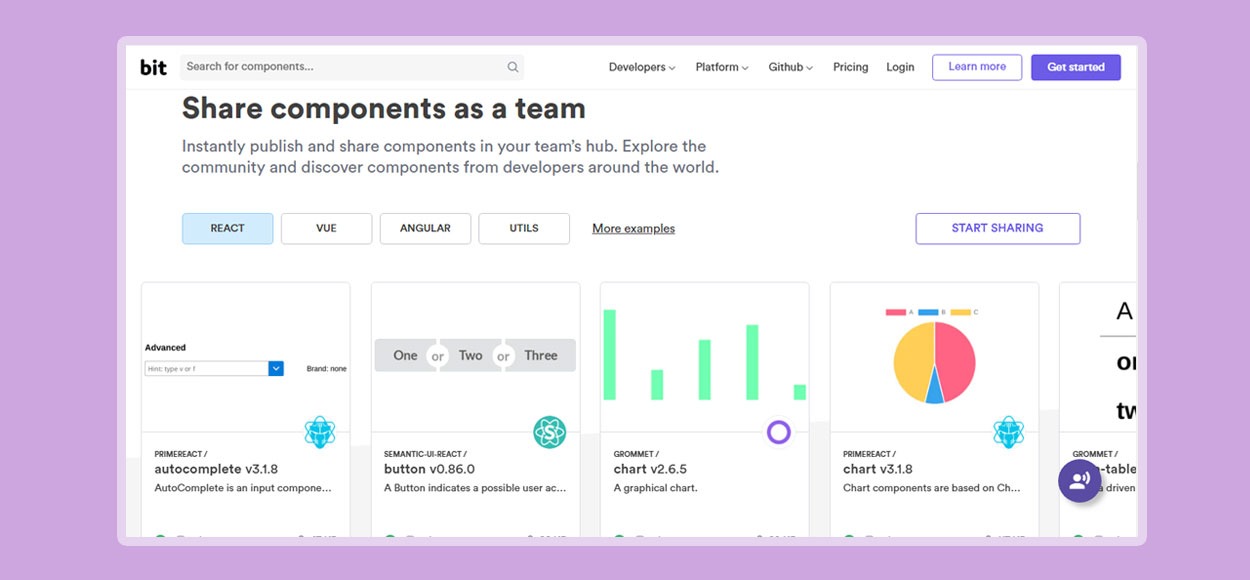 bit
Search for components...
Developers
Platform
Github
Pricing
Login
Learn more
Get started
Share components as a team
Instantly publish and share components in your team's hub. Explore the
community and discover components from developers around the world.
REACT
VUE
ANGULAR
UTILS
More examples
START SHARING
Advanced
Hint: type v or f
Brand: none
PRIMEREACT /
autocomplete v3.1.8
AutoComplete is an input compone...
One or Two or Three
S
SEMANTIC-UI-REACT /
button v0.86.0
A Button indicates a possible user ac...
GROMMET /
chart v2.6.5
A graphical chart.
A B C
PRIMEREACT /
chart v3.1.8
Chart components are based on Ch...
A
or
tw
GROMMET /
-table
driven